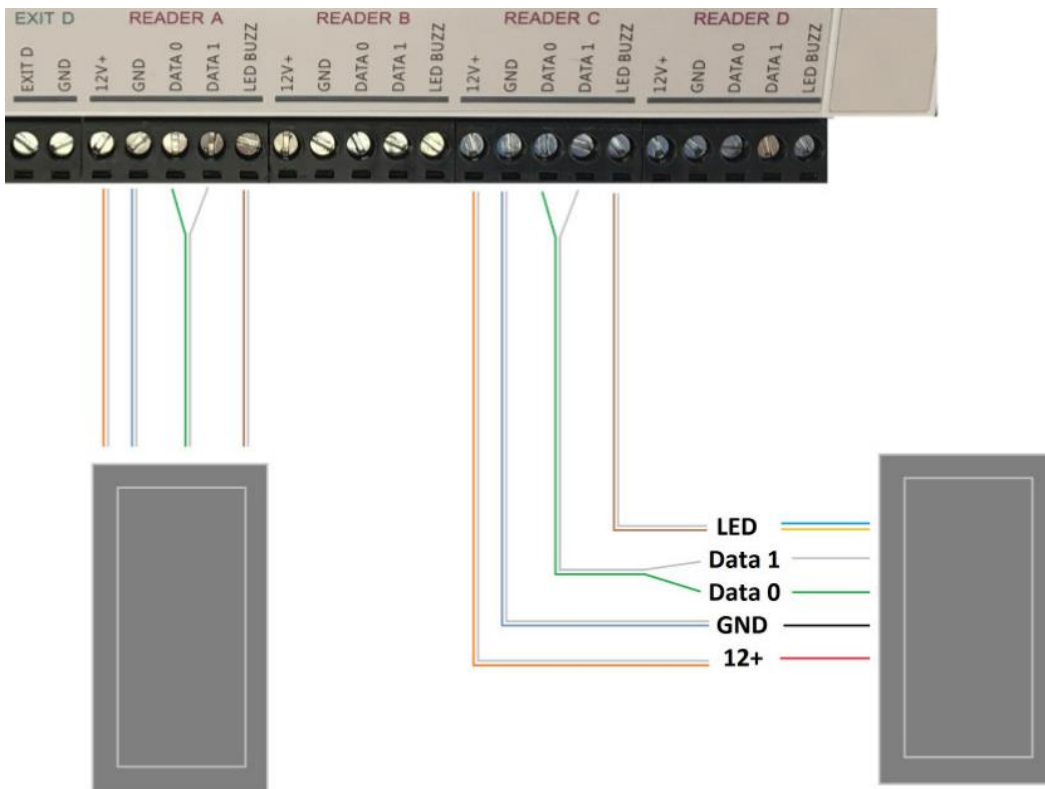 EXIT D READER A READER B READER C READER D
EXIT D GND 12V+ GND DATA 0 DATA 1 LED BUZZ 12V+ GND DATA 0 DATA 1 LED BUZZ 12V+ GND DATA 0 DATA 1 LED BUZZ 12V+ GND DATA 0 DATA 1 LED BUZZ
LED
Data 1
Data 0
GND
12+